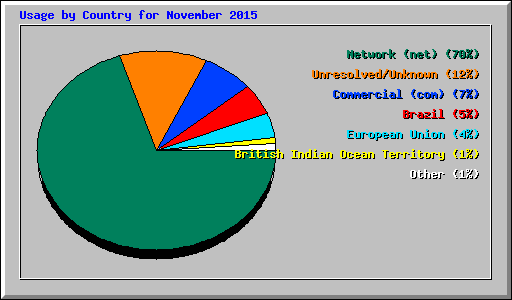 Usage by Country for November 2015
Network (net) (70%)
Unresolved/Unknown (12%)
Commercial (com) (7%)
Brazil (5%)
European Union (4%)
British Indian Ocean Territory (1%)
Other (1%)